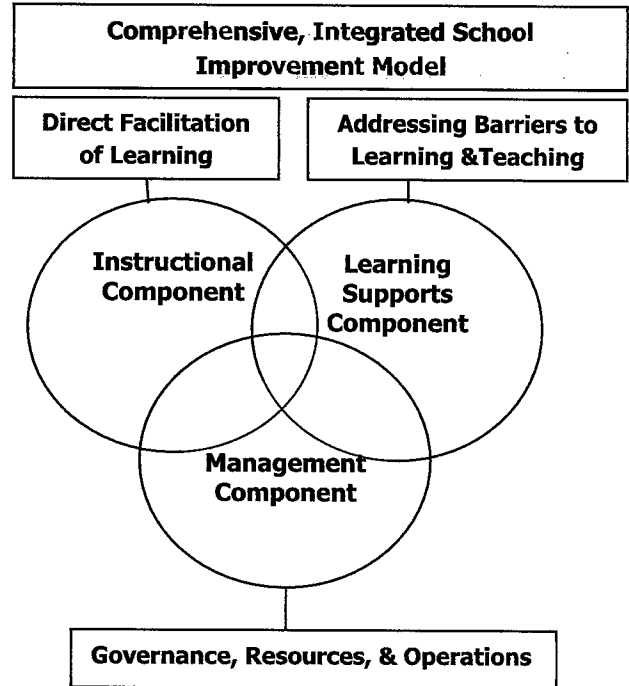 Comprehensive, Integrated School
Improvement Model
Direct Facilitation
of Learning
Addressing Barriers to
Learning &Teaching
Instructional
Component
Learning
Supports
Component
Management
Component
Governance, Resources, & Operations